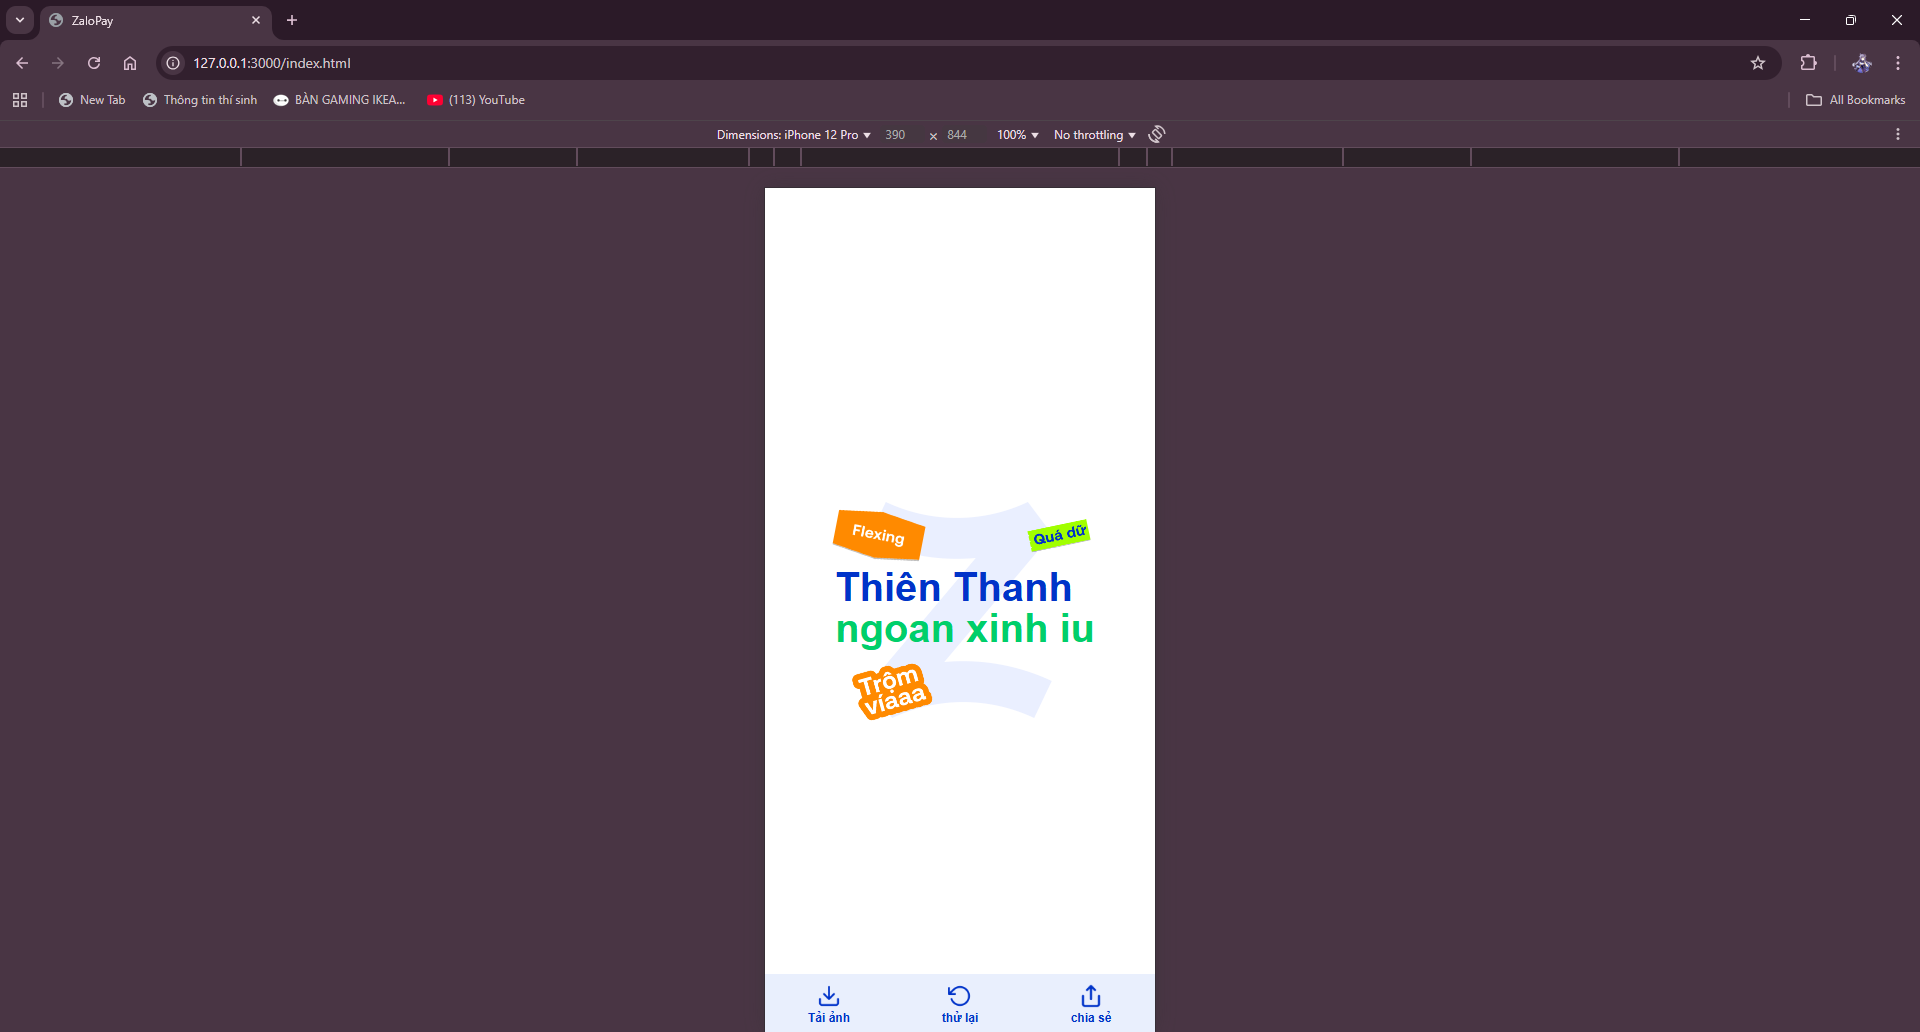 ZaloPay
127.0.0.1:3000/index.html
New Tab
Thông tin thí sinh
BÀN GAMING IKEA...
(113) YouTube
All Bookmarks
Dimensions: iPhone 12 Pro
390
×
844
100%
No throttling
Flexing
Quá dữ
Thiên Thanh
ngoan xinh iu
Trộm
víaaa
Tải ảnh
thử lại
chia sẻ